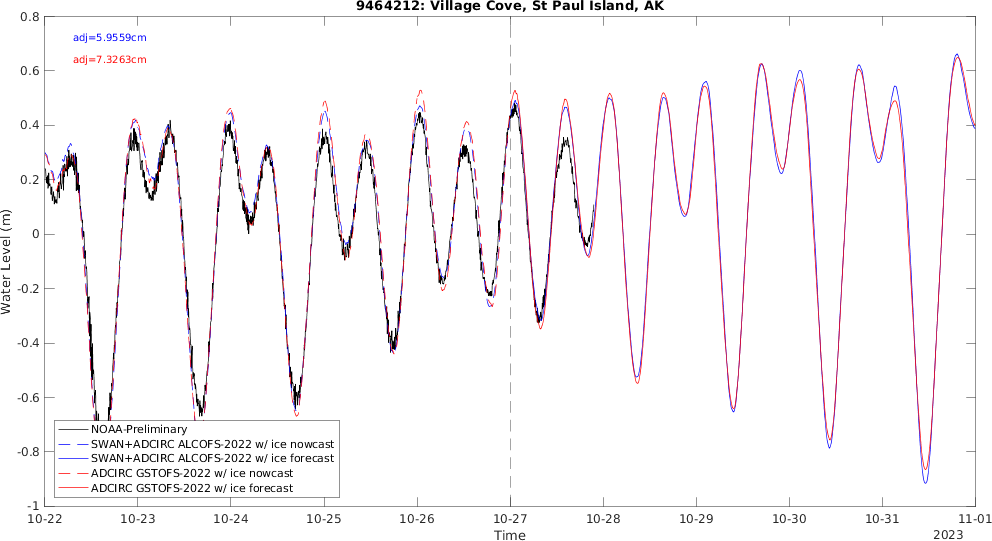 9464212: Village Cove, St Paul Island, AK
adj=5.9559cm
adj=7.3263cm
0.8
0.6
0.4
0.2
0
-0.2
-0.4
-0.6
-0.8
-1
Water Level (m)
NOAA-Preliminary
SWAN+ADCIRC ALCOFS-2022 w/ ice nowcast
SWAN+ADCIRC ALCOFS-2022 w/ ice forecast
ADCIRC GSTOFS-2022 w/ ice nowcast
ADCIRC GSTOFS-2022 w/ ice forecast
10-22 10-23 10-24 10-25 10-26 10-27 10-28 10-29 10-30 10-31 11-01
Time
2023